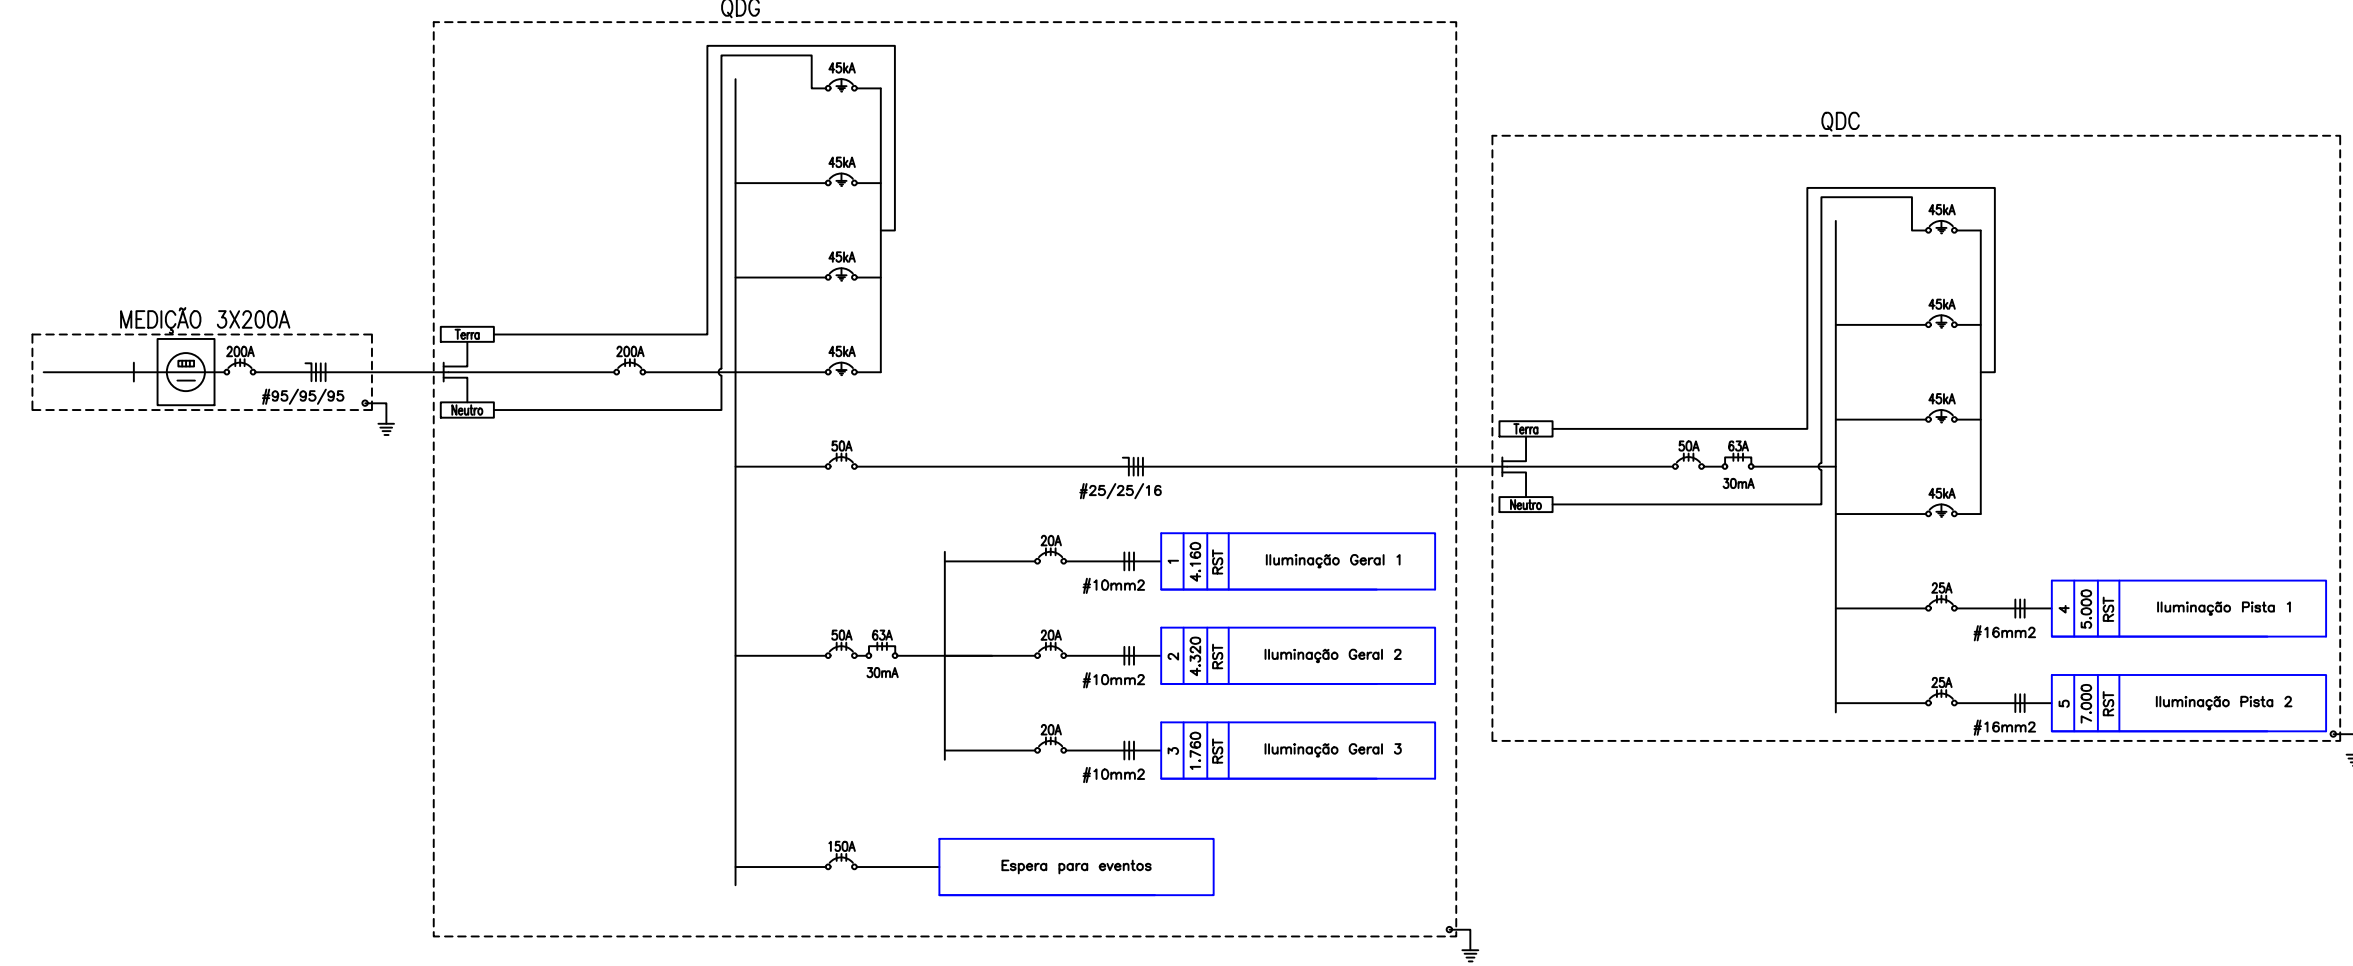 QDG
45kA
45kA
45kA
MEDIÇÃO 3X200A
200A
#95/95/95
Terra
200A
45kA
Neutro
50A
#25/25/16
20A
#10mm2
1
4.160
RST
Iluminação Geral 1
50A
63A
30mA
20A
#10mm2
2
4.320
RST
Iluminação Geral 2
20A
#10mm2
3
1.760
RST
Iluminação Geral 3
150A
Espera para eventos
QDC
45kA
45kA
45kA
Terra
50A
63A
30mA
Neutro
45kA
25A
#16mm2
4
5.000
RST
Iluminação Pista 1
25A
#16mm2
5
7.000
RST
Iluminação Pista 2